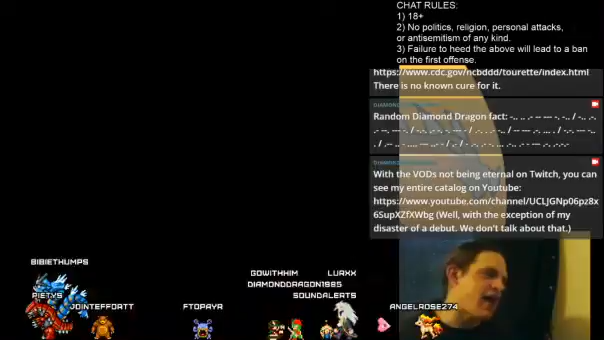 CHAT RULES:
1) 18+
2) No politics, religion, personal attacks,
or antisemitism of any kind.
3) Failure to heed the above will lead to a ban
on the first offense.
https://www.cdc.gov/ncbddd/tourette/index.html
There is no known cure for it.
Random Diamond Dragon fact:
With the VODs not being eternal on Twitch, you can
see my entire catalog on Youtube:
https://www.youtube.com/channel/UCLJGNp06pz8x
6SupXZfXWbg (Well, with the exception of my
disaster of a debut. We don't talk about that.)
BIBIETHUMPS
GOWITHHIM LURXX
DIAMONDDRAGON1985
PIETYS SOUNDALERTS
JOINTEFFORTT FTOPAYR ANGELROSE274